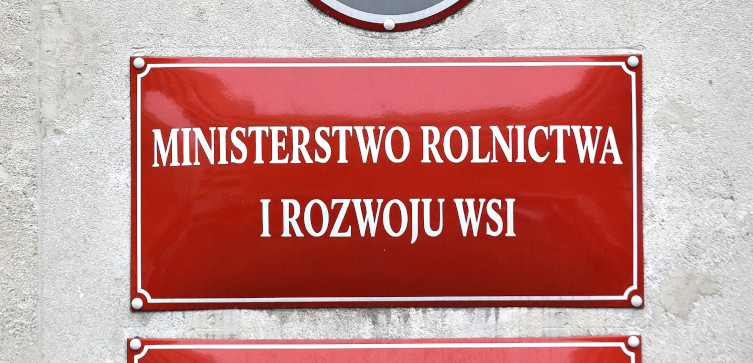 MINISTERSTWO ROLNICTWA
I ROZWOJU WSI